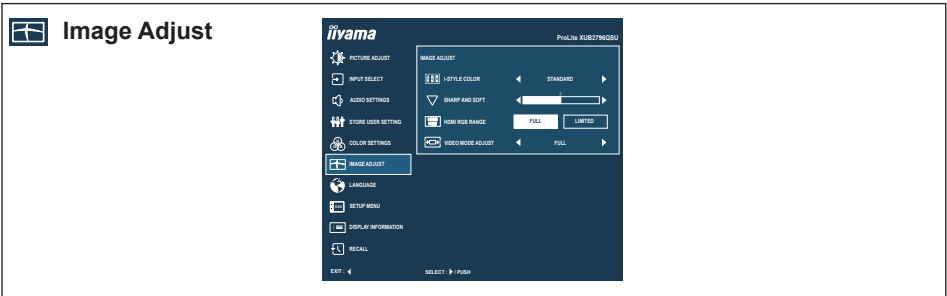 Image Adjust
iiyama
ProLite XUB2796QSU
PICTURE ADJUST
IMAGE ADJUST
INPUT SELECT
I-STYLE COLOR
STANDARD
AUDIO SETTINGS
SHARP AND SOFT
STORE USER SETTING
HDMI RGB RANGE
FULL
LIMITED
COLOR SETTINGS
VIDEO MODE ADJUST
FULL
IMAGE ADJUST
LANGUAGE
SETUP MENU
DISPLAY INFORMATION
RECALL
EXIT :
SELECT : / PUSH